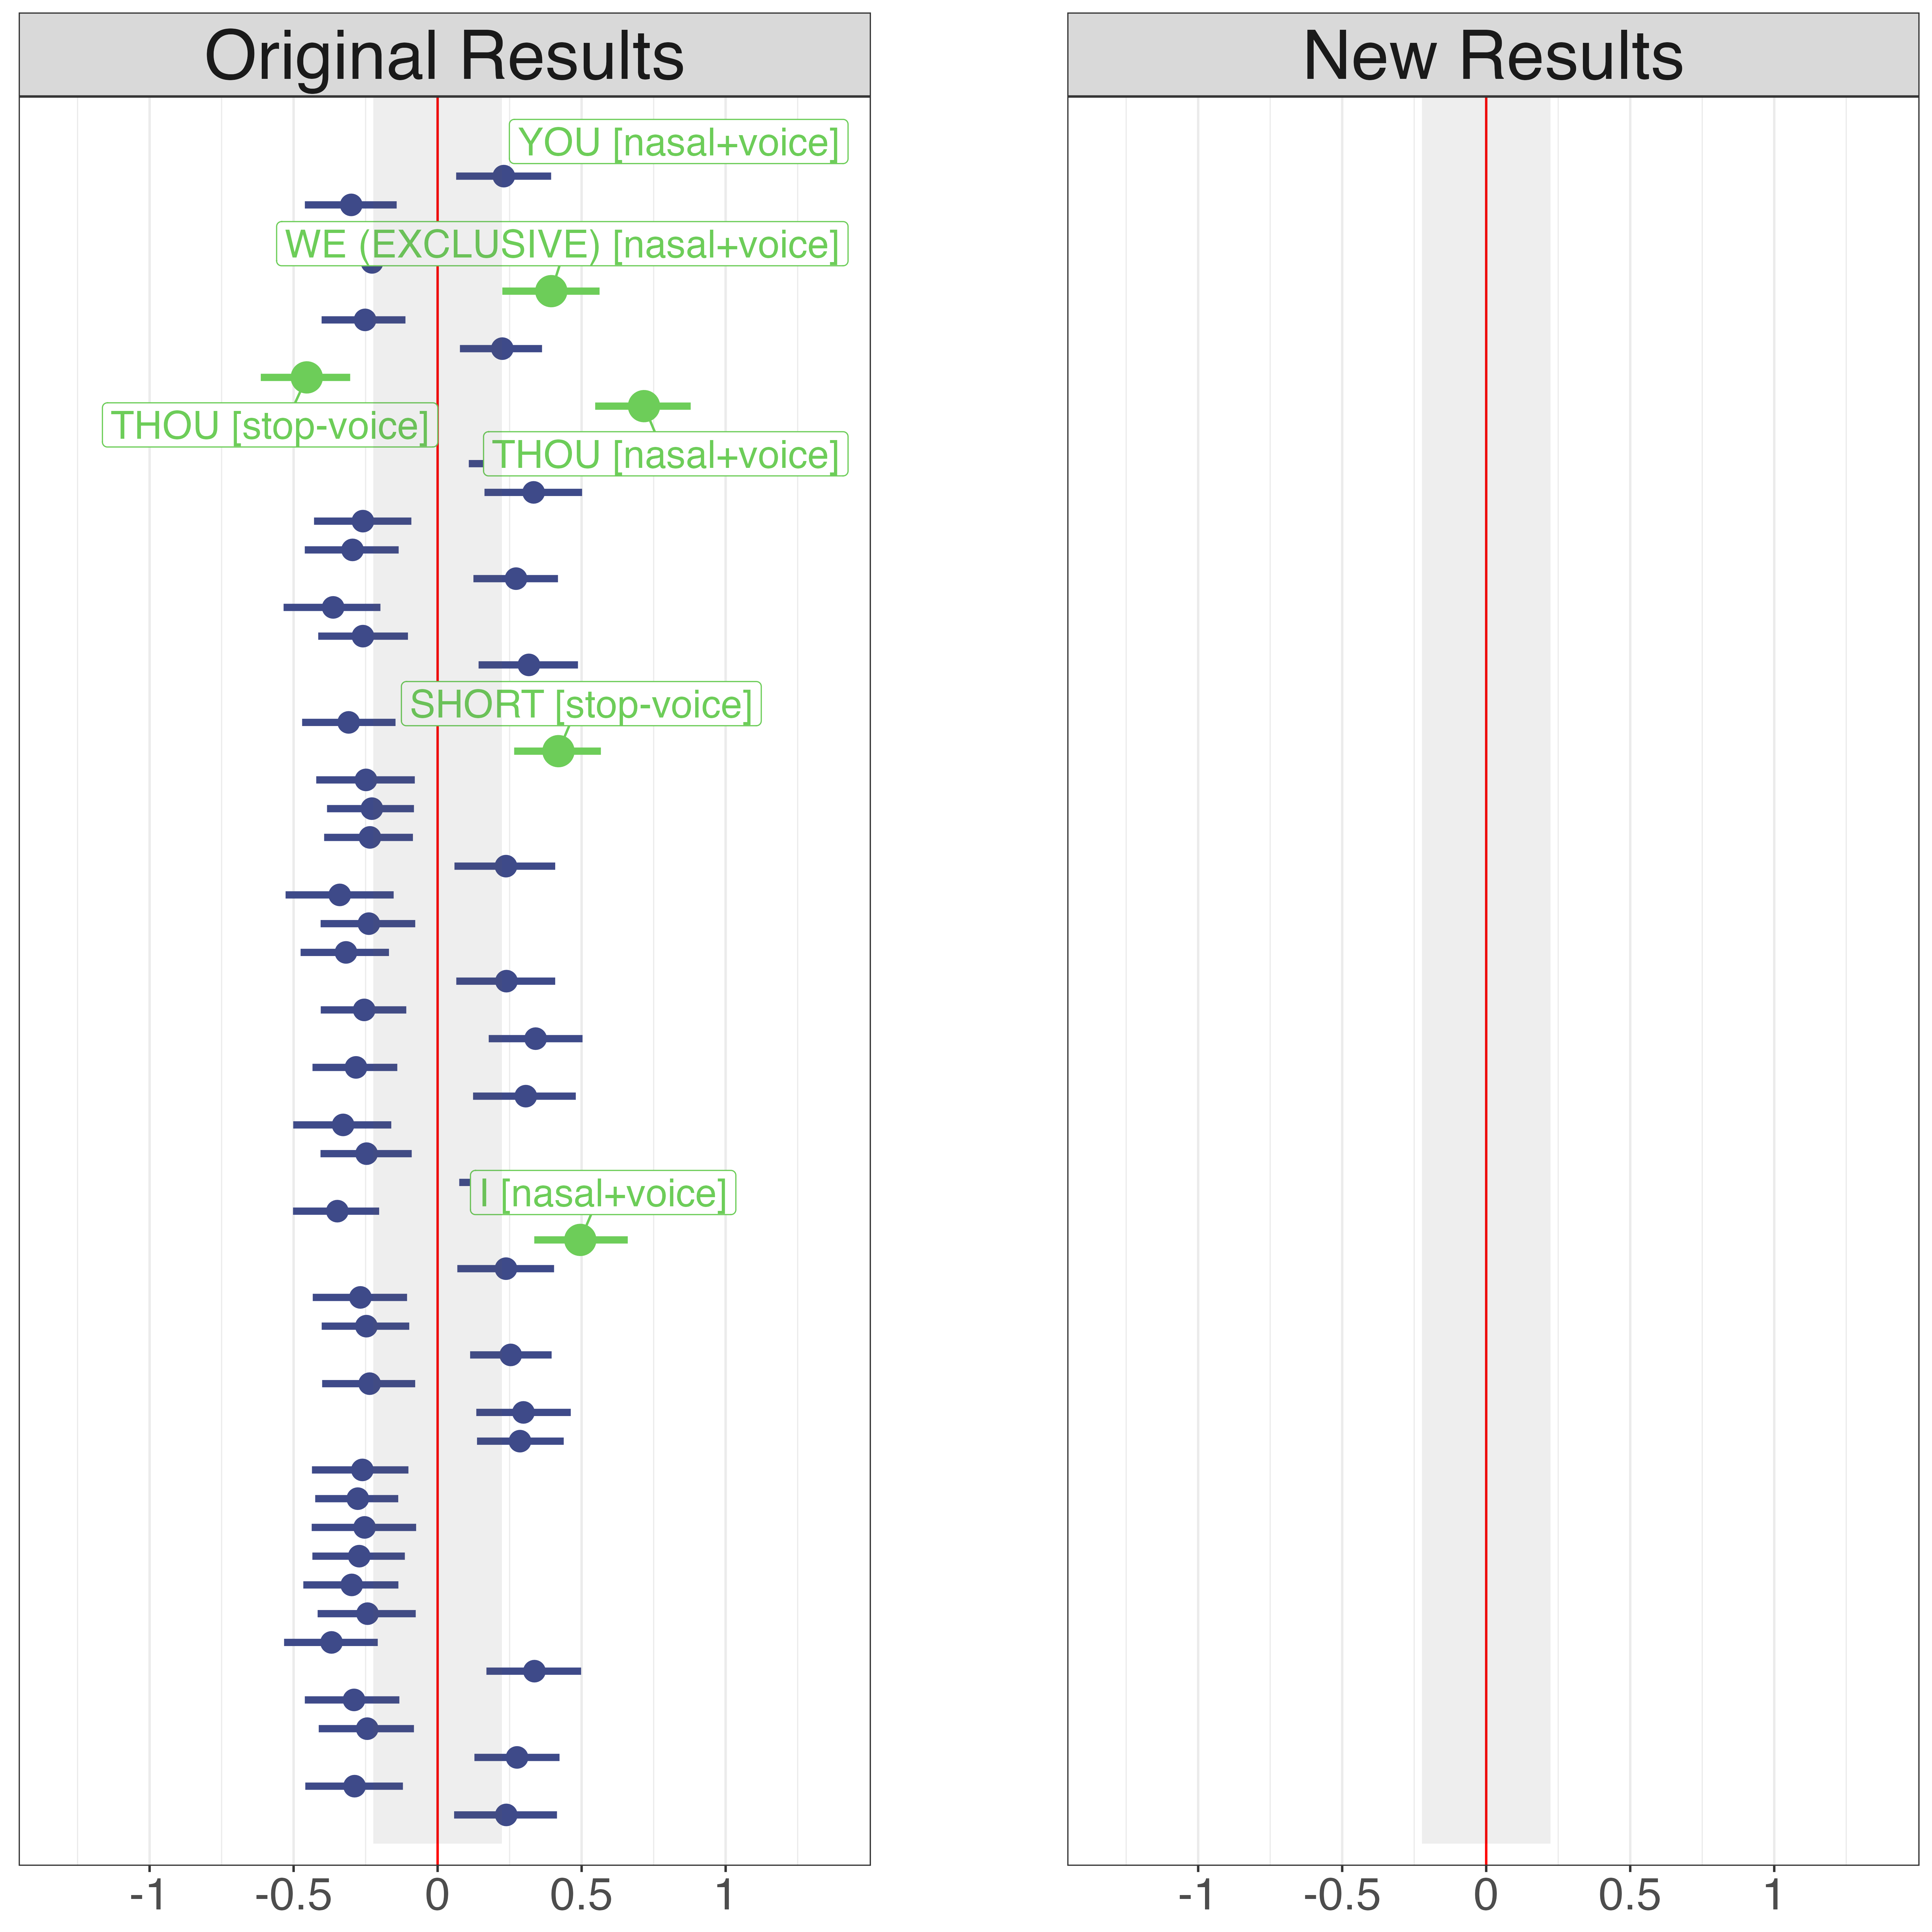 Original Results
New Results
YOU [nasal+voice]
WE (EXCLUSIVE) [nasal+voice]
THOU [stop-voice]
THOU [nasal+voice]
SHORT [stop-voice]
I [nasal+voice]
-1 -0.5 0 0.5 1
-1 -0.5 0 0.5 1